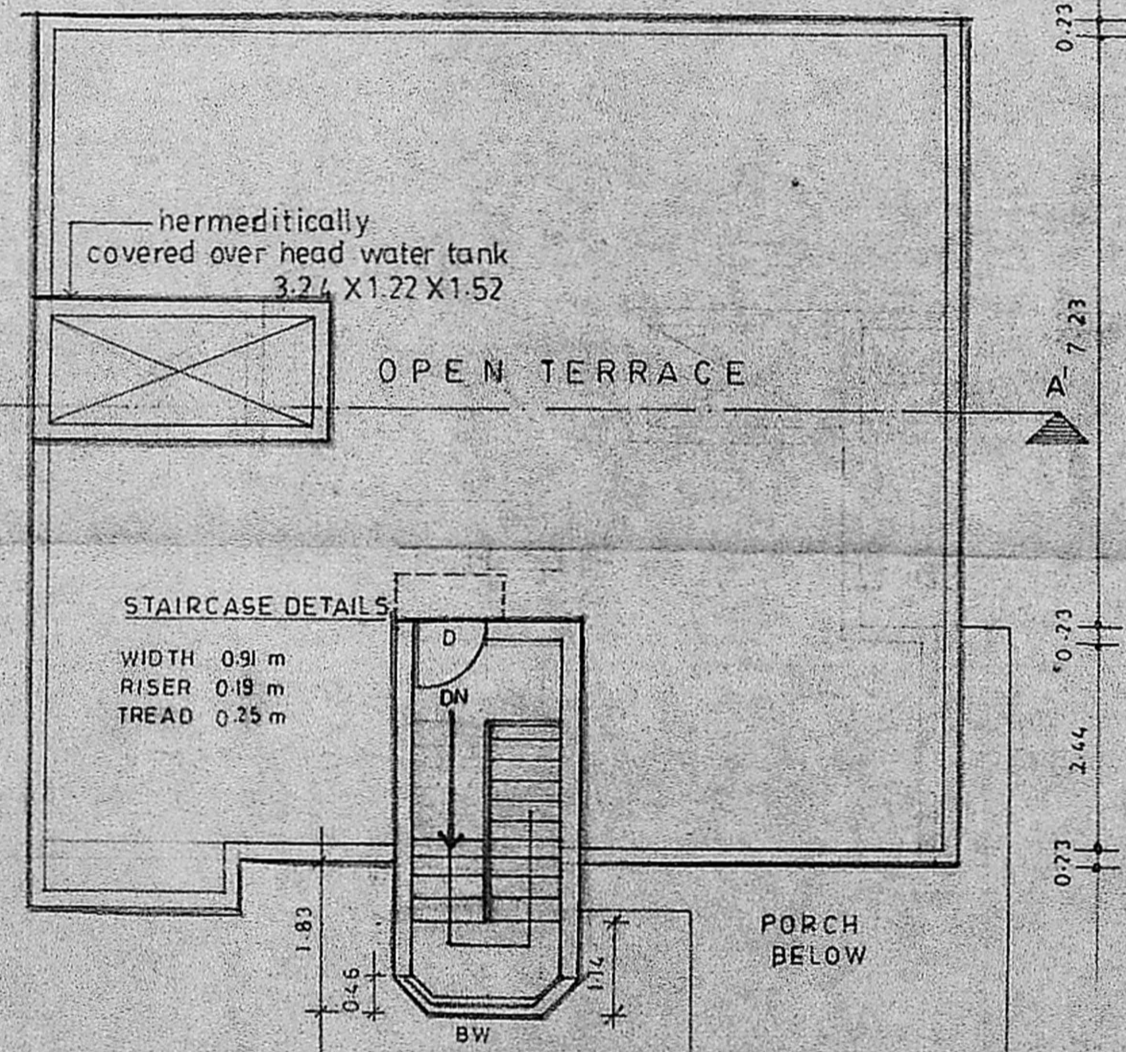 0.23
hermeditically
covered over head water tank
3.24 X1.22 X1.52
OPEN TERRACE
7.23
A'
STAIRCASE DETAILS
WIDTH 0.91 m
RISER 0.19 m
TREAD 0.25 m
D
DN
0.23
2.44
0.23
1.83
0.46
1.14
PORCH
BELOW
BW